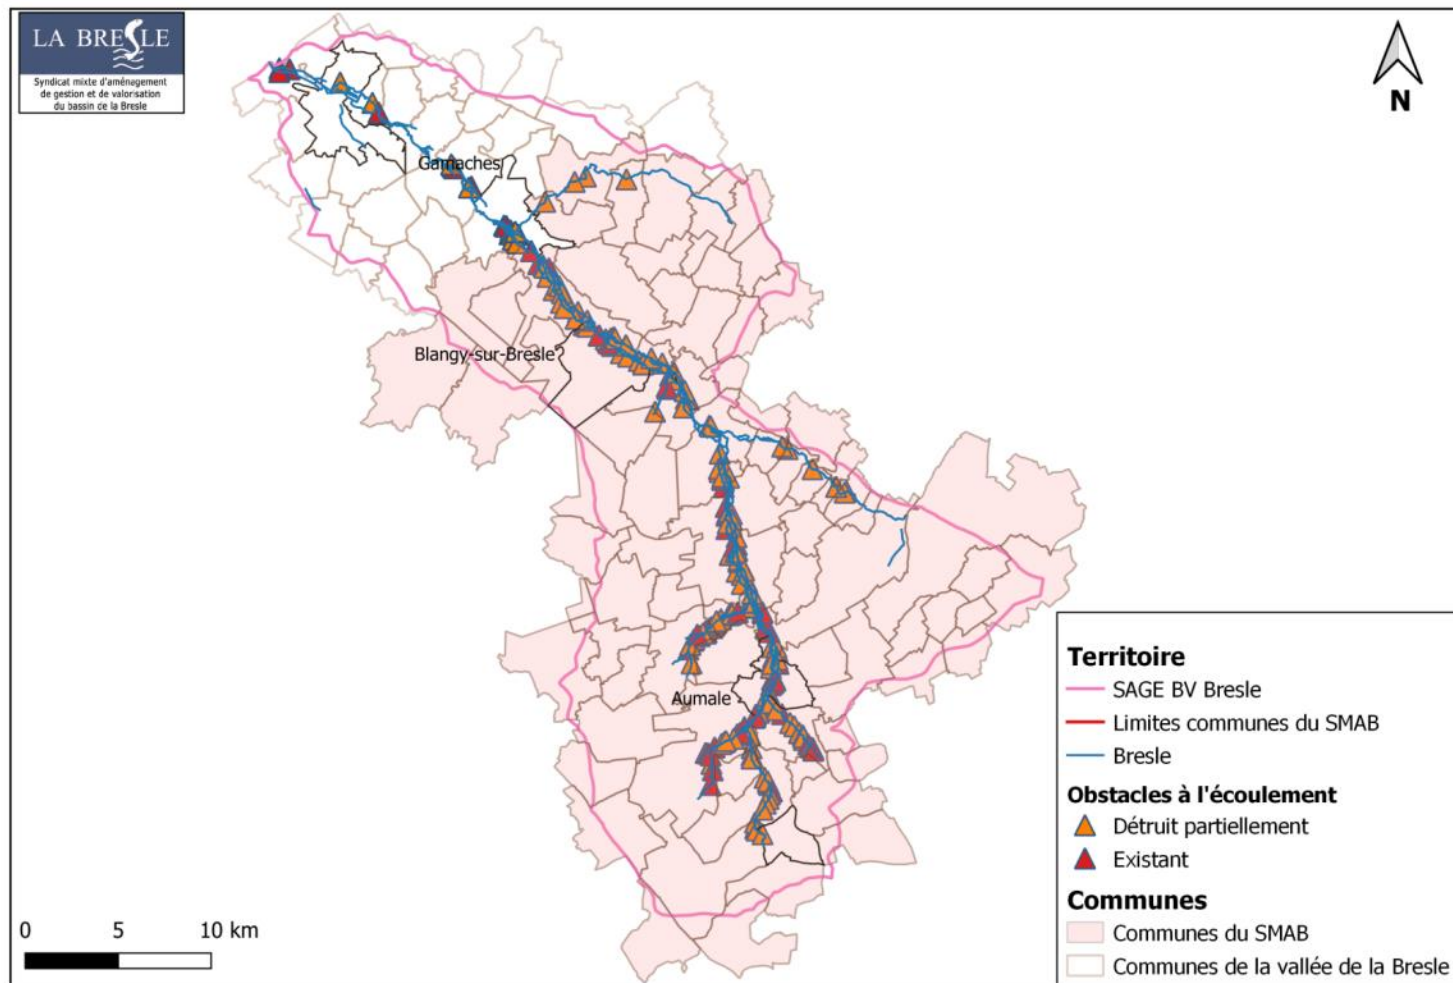 LA BRESLE
Syndicat mixte d'aménagement
de gestion et de valorisation
du bassin de la Bresle
N
Gamaches
Blangy-sur-Bresle
Aumale
0 5 10 km
Territoire
SAGE BV Bresle
Limites communes du SMAB
Bresle
Obstacles à l'écoulement
Détruit partiellement
Existant
Communes
Communes du SMAB
Communes de la vallée de la Bresle